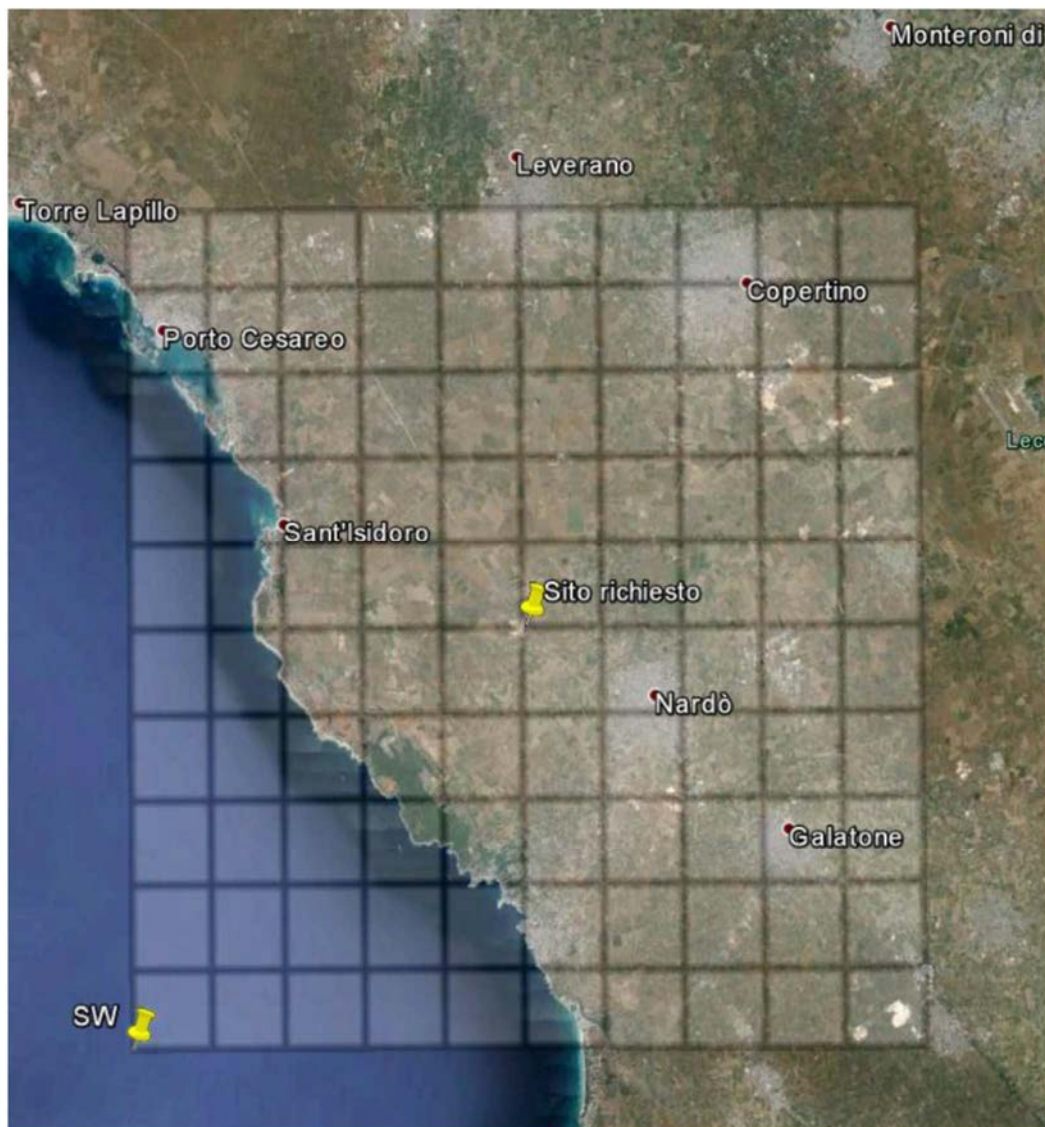 Monteroni di
Leverano
Torre Lapillo
Copertino
Porto Cesareo
Lec
Sant'Isidoro
Sito richiesto
Nardò
Galatone
SW